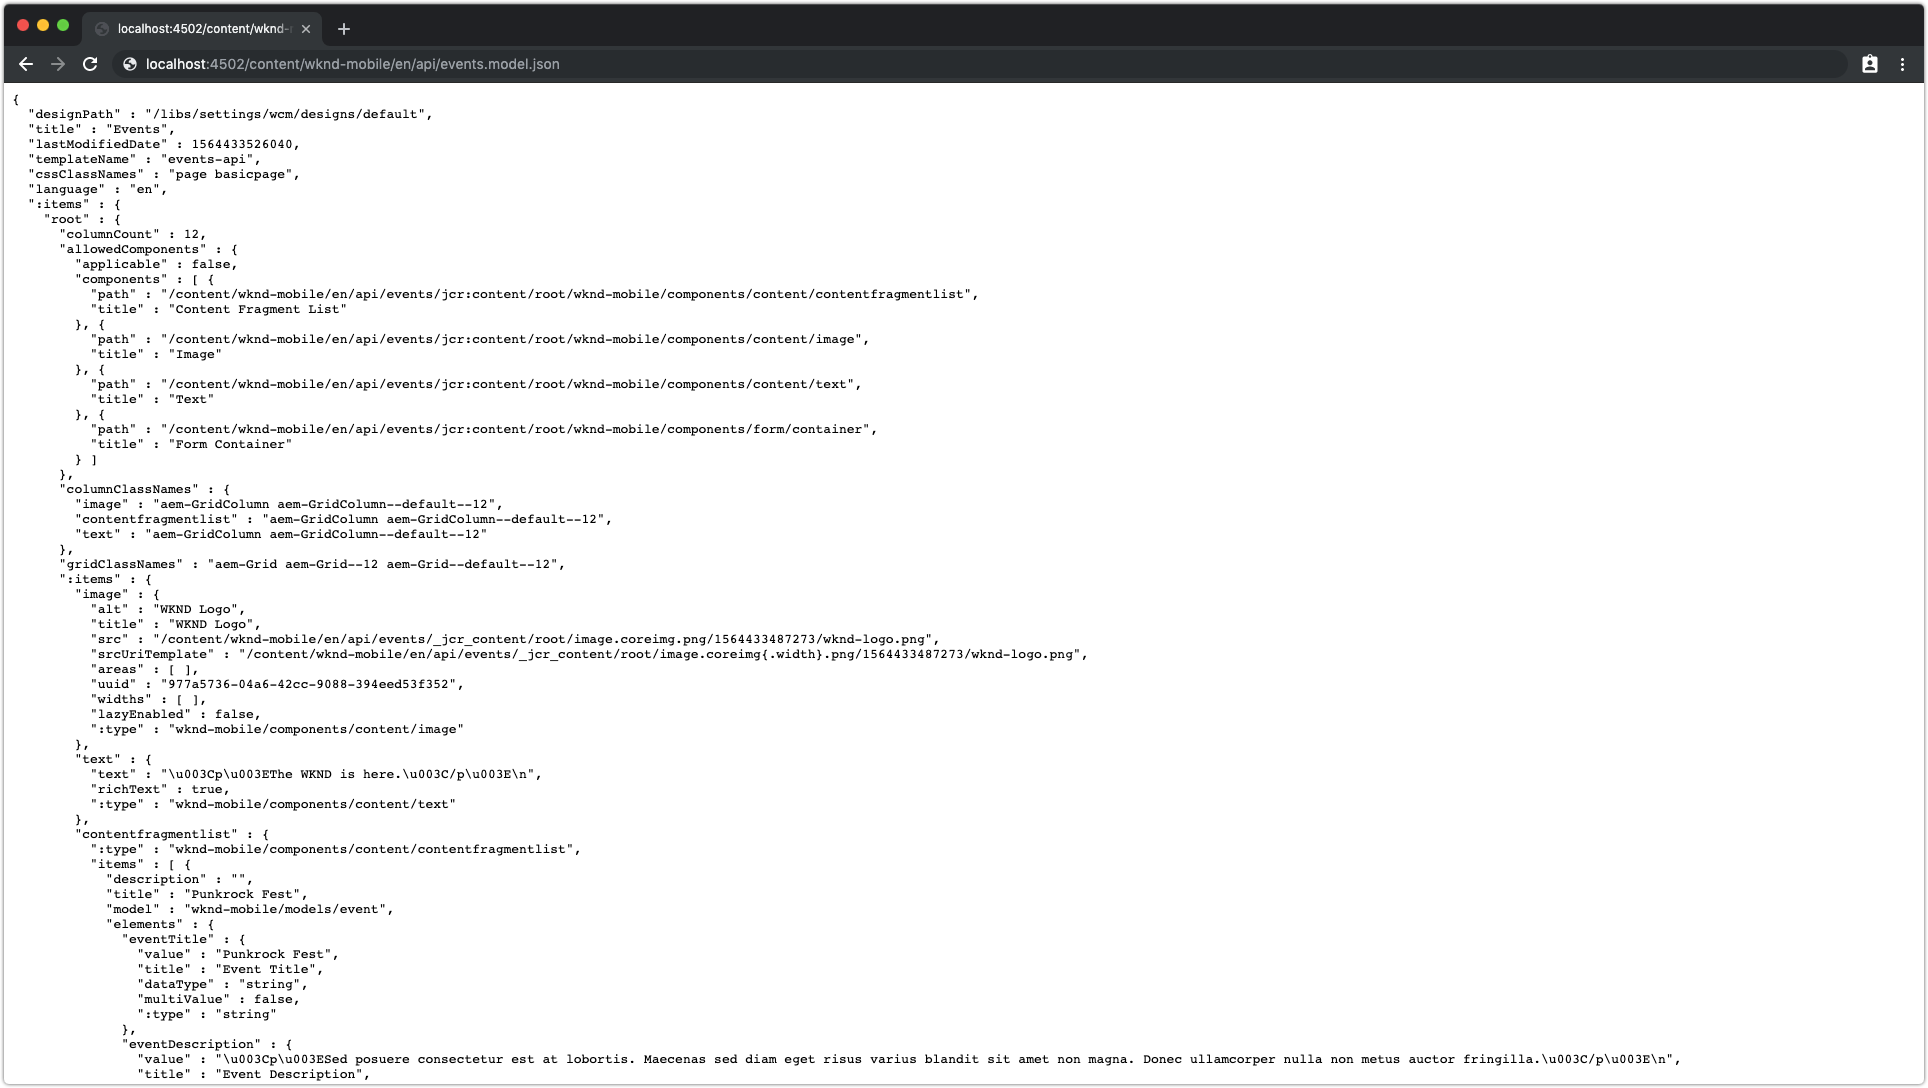 localhost:4502/content/wknd-
localhost:4502/content/wknd-mobile/en/api/events.model.json
{
  "designPath" : "/libs/settings/wcm/designs/default",
  "title" : "Events",
  "lastModifiedDate" : 1564433526040,
  "templateName" : "events-api",
  "cssClassNames" : "page basicpage",
  "language" : "en",
  ":items" : {
    "root" : {
      "columnCount" : 12,
      "allowedComponents" : {
        "applicable" : false,
        "components" : [ {
          "path" : "/content/wknd-mobile/en/api/events/jcr:content/root/wknd-mobile/components/content/contentfragmentlist",
          "title" : "Content Fragment List"
        }, {
          "path" : "/content/wknd-mobile/en/api/events/jcr:content/root/wknd-mobile/components/content/image",
          "title" : "Image"
        }, {
          "path" : "/content/wknd-mobile/en/api/events/jcr:content/root/wknd-mobile/components/content/text",
          "title" : "Text"
        }, {
          "path" : "/content/wknd-mobile/en/api/events/jcr:content/root/wknd-mobile/components/form/container",
          "title" : "Form Container"
        } ]
      },
      "columnClassNames" : {
        "image" : "aem-GridColumn aem-GridColumn--default--12",
        "contentfragmentlist" : "aem-GridColumn aem-GridColumn--default--12",
        "text" : "aem-GridColumn aem-GridColumn--default--12"
      },
      "gridClassNames" : "aem-Grid aem-Grid--12 aem-Grid--default--12",
      ":items" : {
        "image" : {
          "alt" : "WKND Logo",
          "title" : "WKND Logo",
          "src" : "/content/wknd-mobile/en/api/events/_jcr_content/root/image.coreimg.png/1564433487273/wknd-logo.png",
          "srcUriTemplate" : "/content/wknd-mobile/en/api/events/_jcr_content/root/image.coreimg{.width}.png/1564433487273/wknd-logo.png",
          "areas" : [ ],
          "uuid" : "977a5736-04a6-42cc-9088-394eed53f352",
          "widths" : [ ],
          "lazyEnabled" : false,
          ":type" : "wknd-mobile/components/content/image"
        },
        "text" : {
          "text" : "\u003Cp\u003EThe WKND is here.\u003C/p\u003E\n",
          "richText" : true,
          ":type" : "wknd-mobile/components/content/text"
        },
        "contentfragmentlist" : {
          ":type" : "wknd-mobile/components/content/contentfragmentlist",
          "items" : [ {
            "description" : "",
            "title" : "Punkrock Fest",
            "model" : "wknd-mobile/models/event",
            "elements" : {
              "eventTitle" : {
                "value" : "Punkrock Fest",
                "title" : "Event Title",
                "dataType" : "string",
                "multiValue" : false,
                ":type" : "string"
              },
              "eventDescription" : {
                "value" : "\u003Cp\u003ESed posuere consectetur est at lobortis. Maecenas sed diam eget risus varius blandit sit amet non magna. Donec ullamcorper nulla non metus auctor fringilla.\u003C/p\u003E\n",
                "title" : "Event Description",